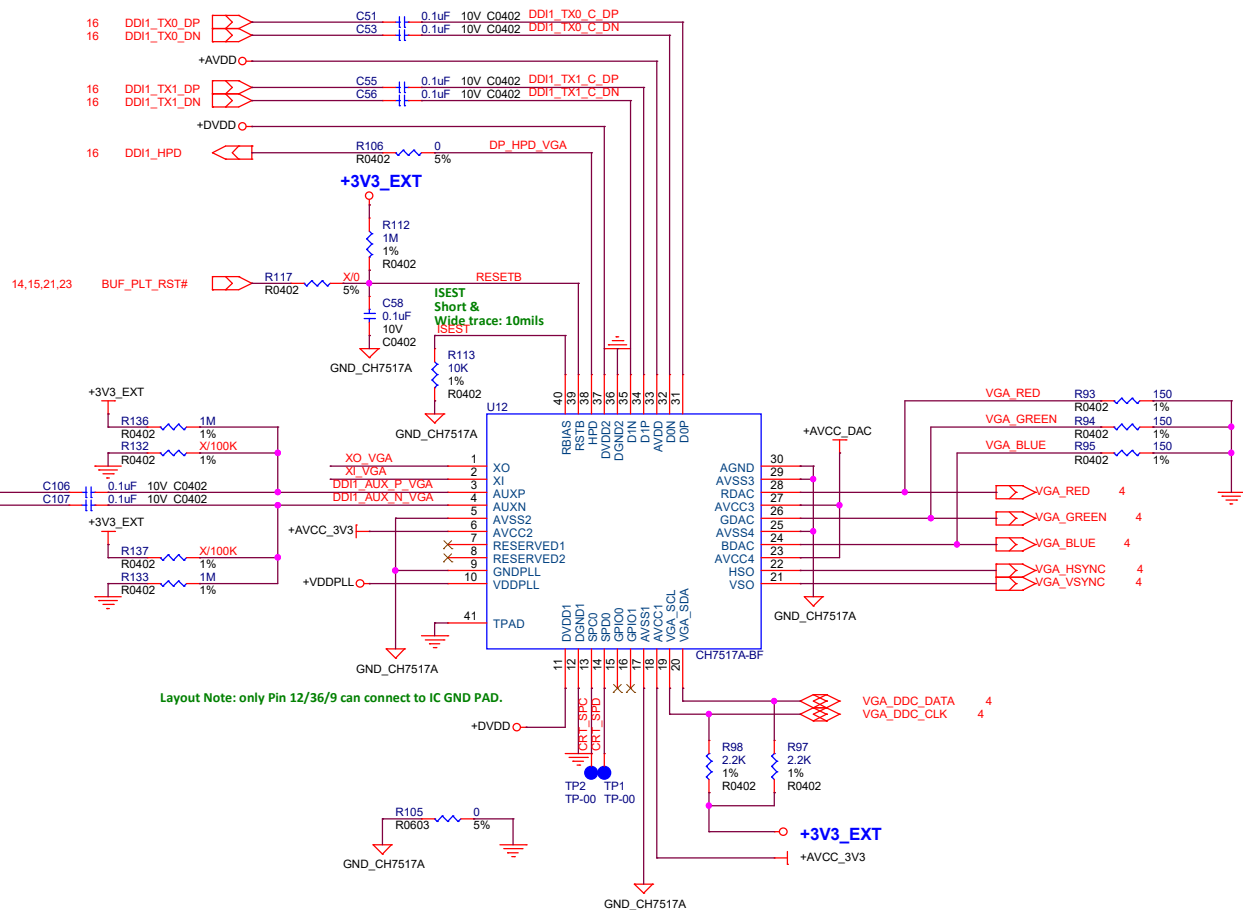 16 DDI1_TX0_DP C51 0.1uF 10V C0402 DDI1_TX0_C_DP
16 DDI1_TX0_DN C53 0.1uF 10V C0402 DDI1_TX0_C_DN
+AVDD
16 DDI1_TX1_DP C55 0.1uF 10V C0402 DDI1_TX1_C_DP
16 DDI1_TX1_DN C56 0.1uF 10V C0402 DDI1_TX1_C_DN
+DVDD
16 DDI1_HPD R106 0 DP_HPD_VGA
R0402 5%
+3V3_EXT
R112
1M
1%
R0402
14,15,21,23 BUF_PLT_RST# R117 X/0 RESETB
R0402 5%
C58
0.1uF
10V
C0402
GND_CH7517A
ISEST
Short &
Wide trace: 10mils
ISEST
R113
10K
1%
R0402
GND_CH7517A
40 39 38 37 36 35 34 33 32 31
U12
RBIAS RSTB HPD DVDD2 DGND2 D1N D1P AVDD D0N D0P
+3V3_EXT
R136 1M
R0402 1%
R132 X/100K
R0402 1%
C106 0.1uF 10V C0402
C107 0.1uF 10V C0402
+3V3_EXT
R137 X/100K
R0402 1%
R133 1M
R0402 1%
XO_VGA 1 XO
XI_VGA 2 XI
DDI1_AUX_P_VGA 3 AUXP
DDI1_AUX_N_VGA 4 AUXN
5 AVSS2
+AVCC_3V3 6 AVCC2
7 RESERVED1
8 RESERVED2
9 GNDPLL
+VDDPLL 10 VDDPLL
41 TPAD
GND_CH7517A
+AVCC_DAC
VGA_RED R93 150
R0402 1%
VGA_GREEN R94 150
R0402 1%
VGA_BLUE R95 150
R0402 1%
AGND 30
AVSS3 29
RDAC 28 VGA_RED 4
AVCC3 27
GDAC 26 VGA_GREEN 4
AVSS4 25
BDAC 24 VGA_BLUE 4
AVCC4 23
HSO 22 VGA_HSYNC 4
VSO 21 VGA_VSYNC 4
GND_CH7517A
DVDD1 DGND1 SPC0 SPD0 GPIO0 GPIO1 AVSS1 AVCC1 VGA_SCL VGA_SDA
CH7517A-BF
11 12 13 14 15 16 17 18 19 20
Layout Note: only Pin 12/36/9 can connect to IC GND PAD.
+DVDD
CRT_SPC
CRT_SPD
TP2 TP1
TP-00 TP-00
VGA_DDC_DATA 4
VGA_DDC_CLK 4
R98 R97
2.2K 2.2K
1% 1%
R0402 R0402
+3V3_EXT
+AVCC_3V3
R105 0
R0603 5%
GND_CH7517A
GND_CH7517A